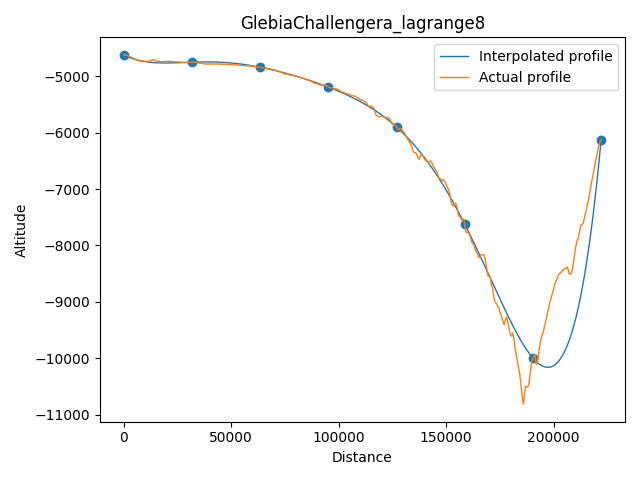 GlebiaChallengera_lagrange8
Interpolated profile
Actual profile
Altitude
−5000
−6000
−7000
−8000
−9000
−10000
−11000
0 50000 100000 150000 200000
Distance